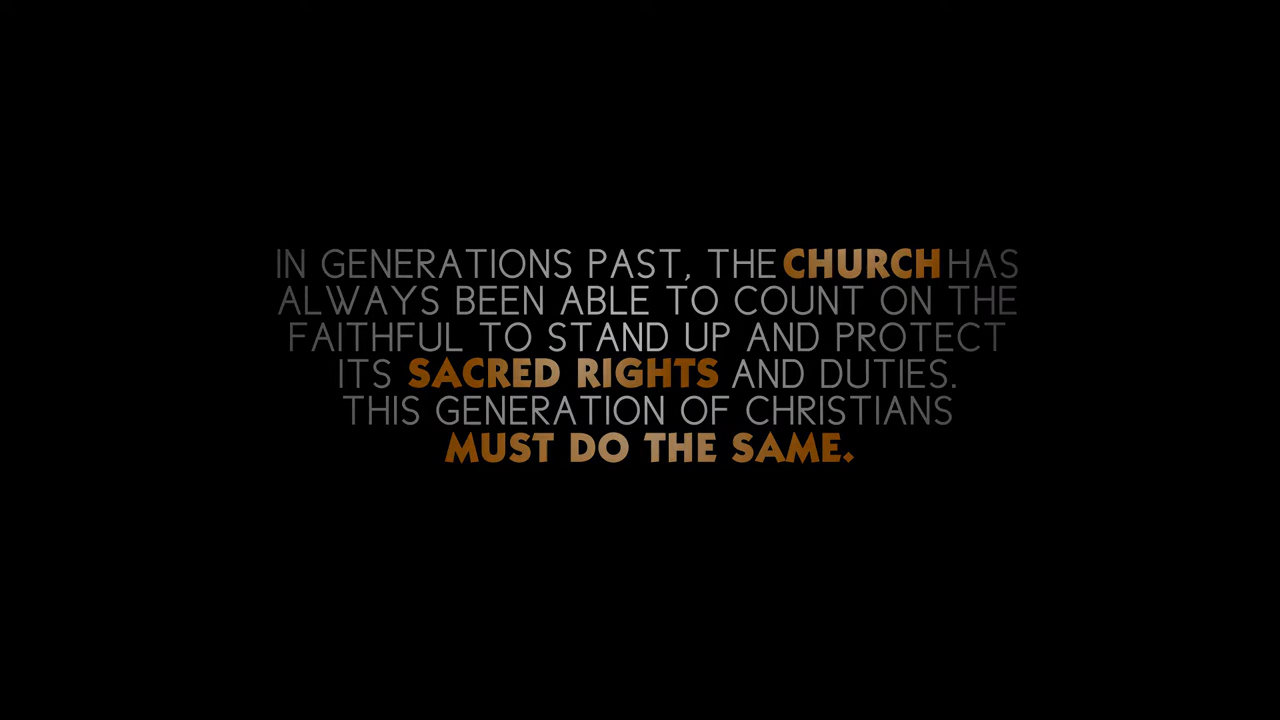 IN GENERATIONS PAST, THE CHURCH HAS
ALWAYS BEEN ABLE TO COUNT ON THE
FAITHFUL TO STAND UP AND PROTECT
ITS SACRED RIGHTS AND DUTIES.
THIS GENERATION OF CHRISTIANS
MUST DO THE SAME.